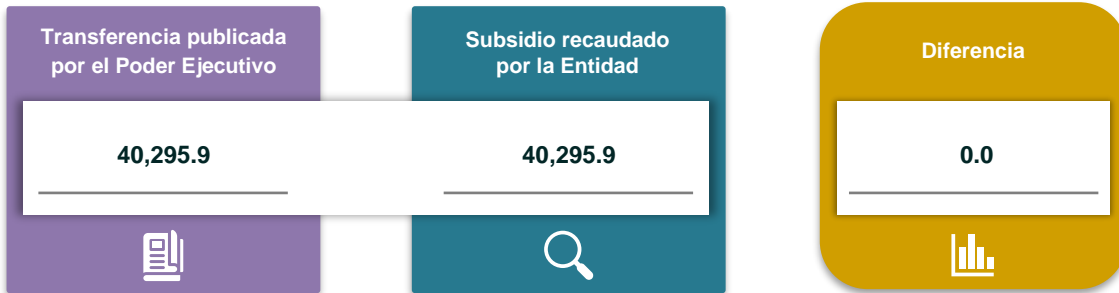 Transferencia publicada
por el Poder Ejecutivo
40,295.9
Subsidio recaudado
por la Entidad
40,295.9
Diferencia
0.0